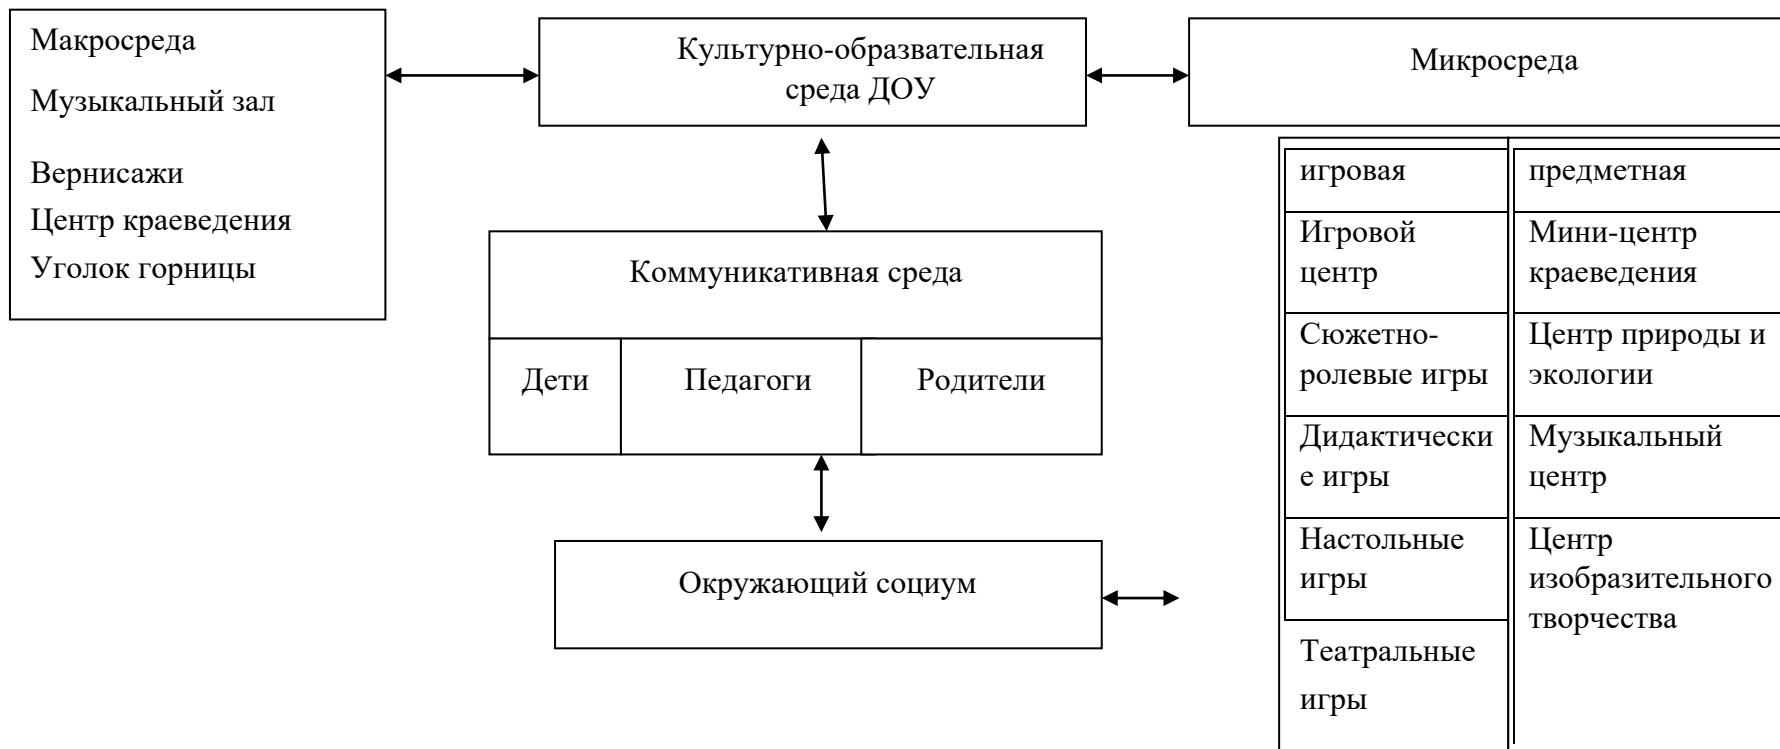 Макросреда
Музыкальный зал
Вернисажи
Центр краеведения
Уголок горницы
Культурно-образвательная
среда ДОУ
Микросреда
Коммуникативная среда
Дети
Педагоги
Родители
Окружающий социум
игровая
предметная
Игровой
центр
Мини-центр
краеведения
Сюжетно-
ролевые игры
Центр природы и
экологии
Дидактически
е игры
Музыкальный
центр
Настольные
игры
Центр
изобразительного
творчества
Театральные
игры